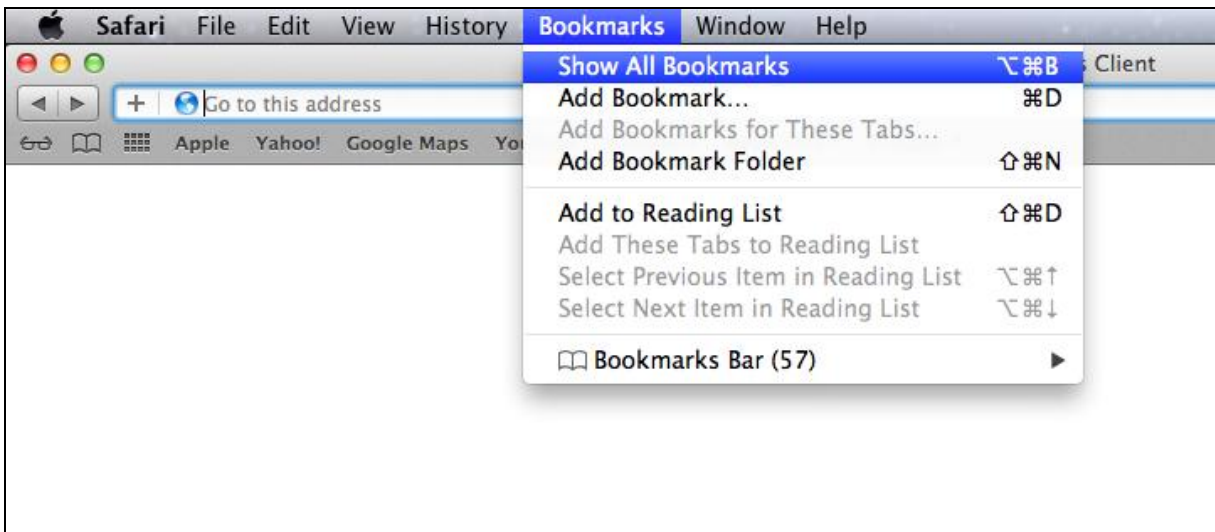 Safari File Edit View History Bookmarks Window Help
Show All Bookmarks ⌥⌘B
Client
Go to this address
Add Bookmark... ⌘D
Add Bookmarks for These Tabs...
Apple Yahoo! Google Maps
Add Bookmark Folder ⇧⌘N
Add to Reading List ⇧⌘D
Add These Tabs to Reading List
Select Previous Item in Reading List ⌥⌘↑
Select Next Item in Reading List ⌥⌘↓
Bookmarks Bar (57) ▶